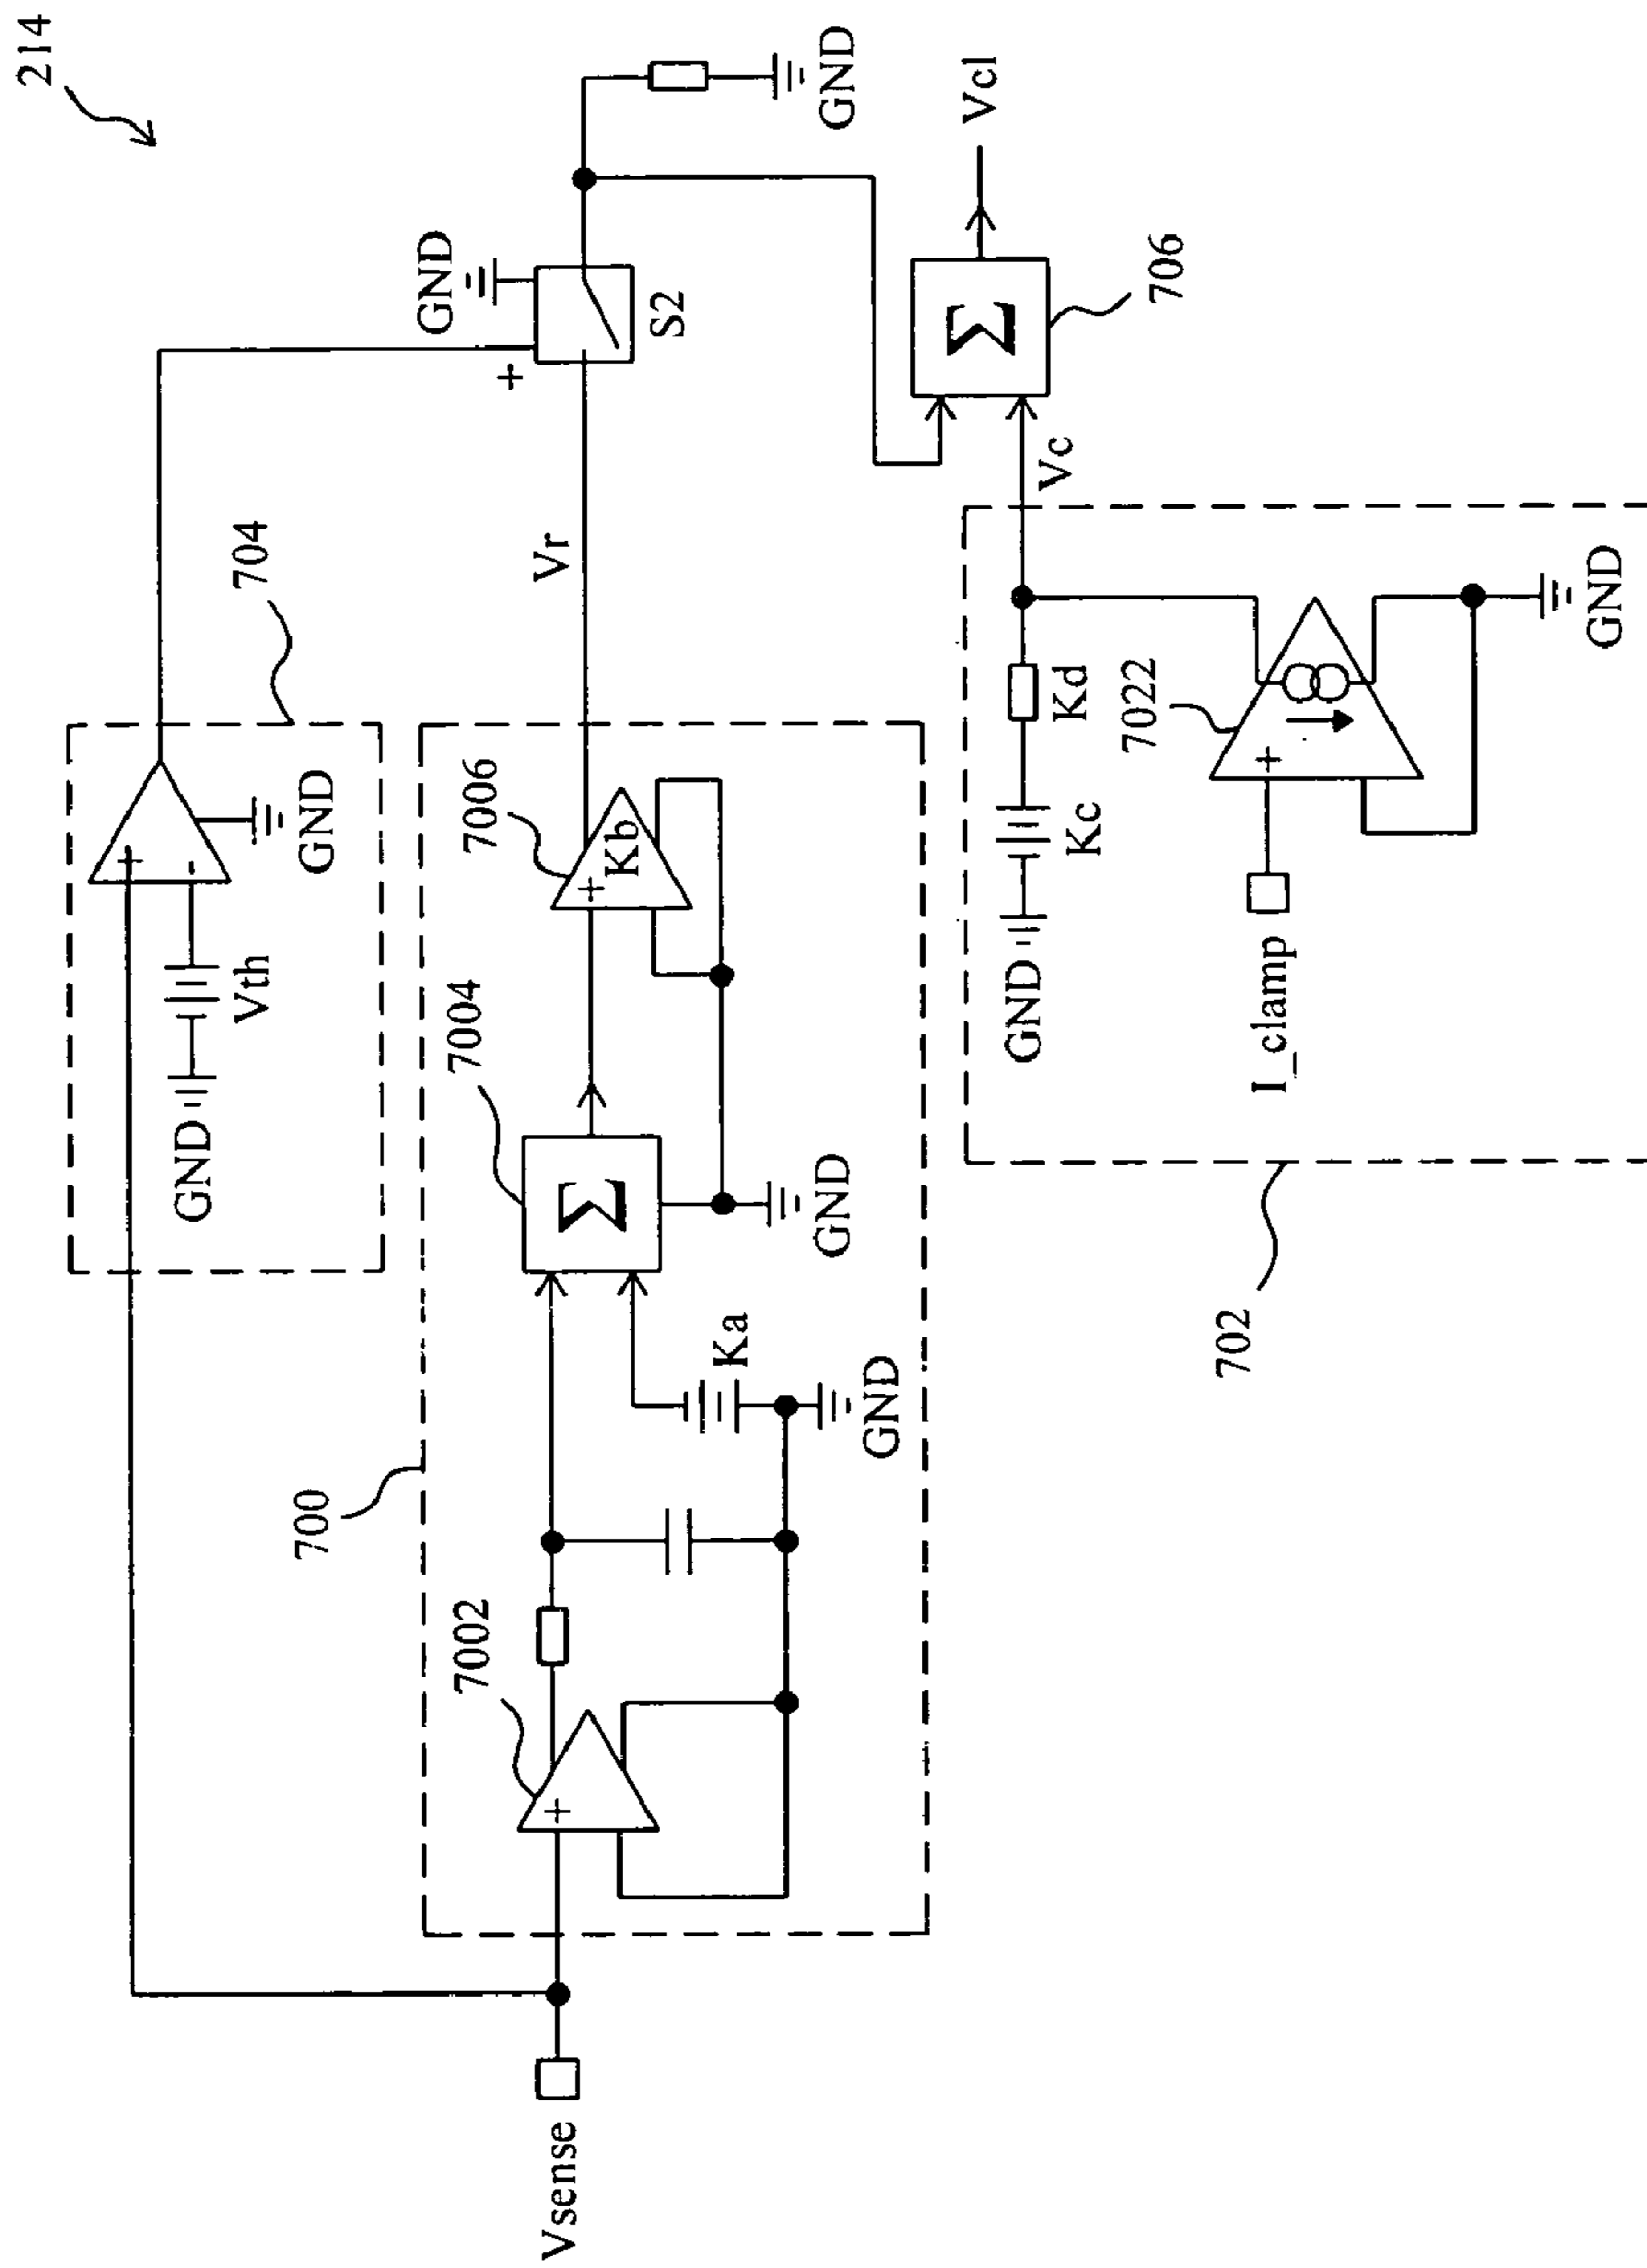 214
GND
GND
+
S2
Vcl
706
Vc
Σ
704
+
-
Vth
GND
GND
Vr
7006
+
Kb
7004
Σ
GND
Ka
GND
700
7002
+
Vsense
702
7022
+
Kd
Kc
GND
I_clamp
GND